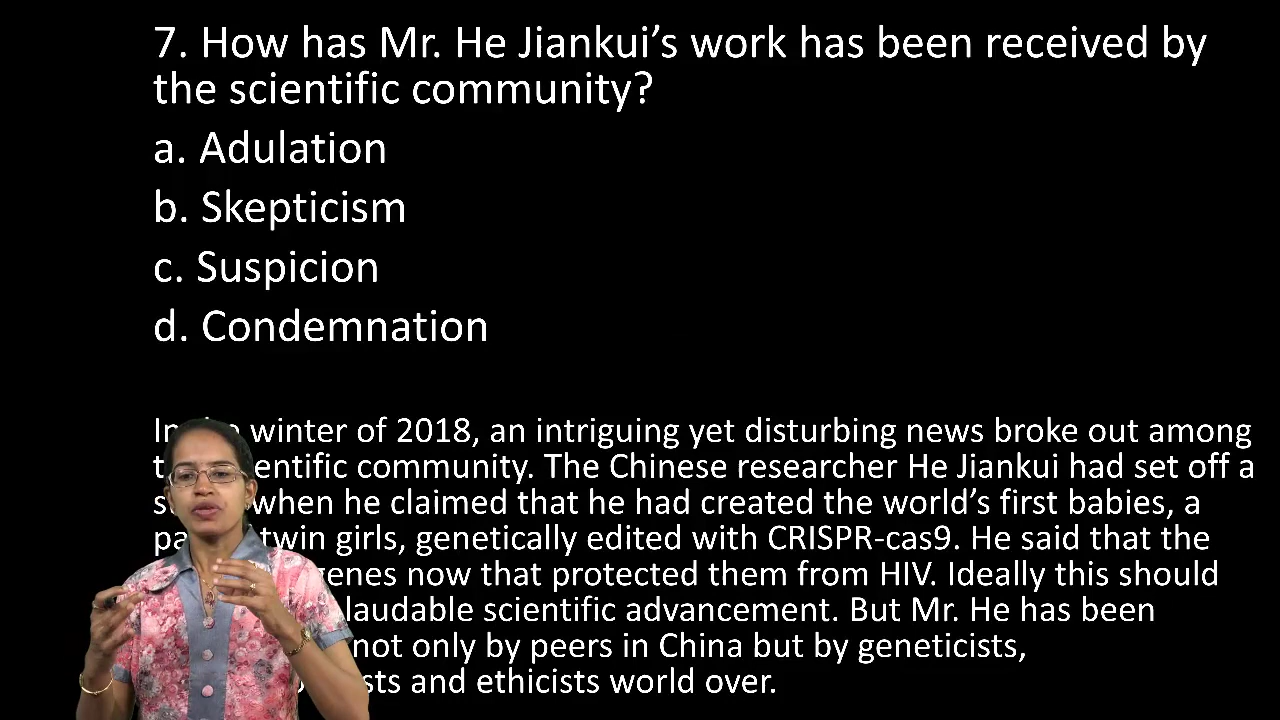 7. How has Mr. He Jiankui’s work has been received by
the scientific community?
a. Adulation
b. Skepticism
c. Suspicion
d. Condemnation
winter of 2018, an intriguing yet disturbing news broke out among
community. The Chinese researcher He Jiankui had set off a
when he claimed that he had created the world’s first babies, a
twin girls, genetically edited with CRISPR-cas9. He said that the
genes now that protected them from HIV. Ideally this should
laudable scientific advancement. But Mr. He has been
not only by peers in China but by geneticists,
and ethicists world over.